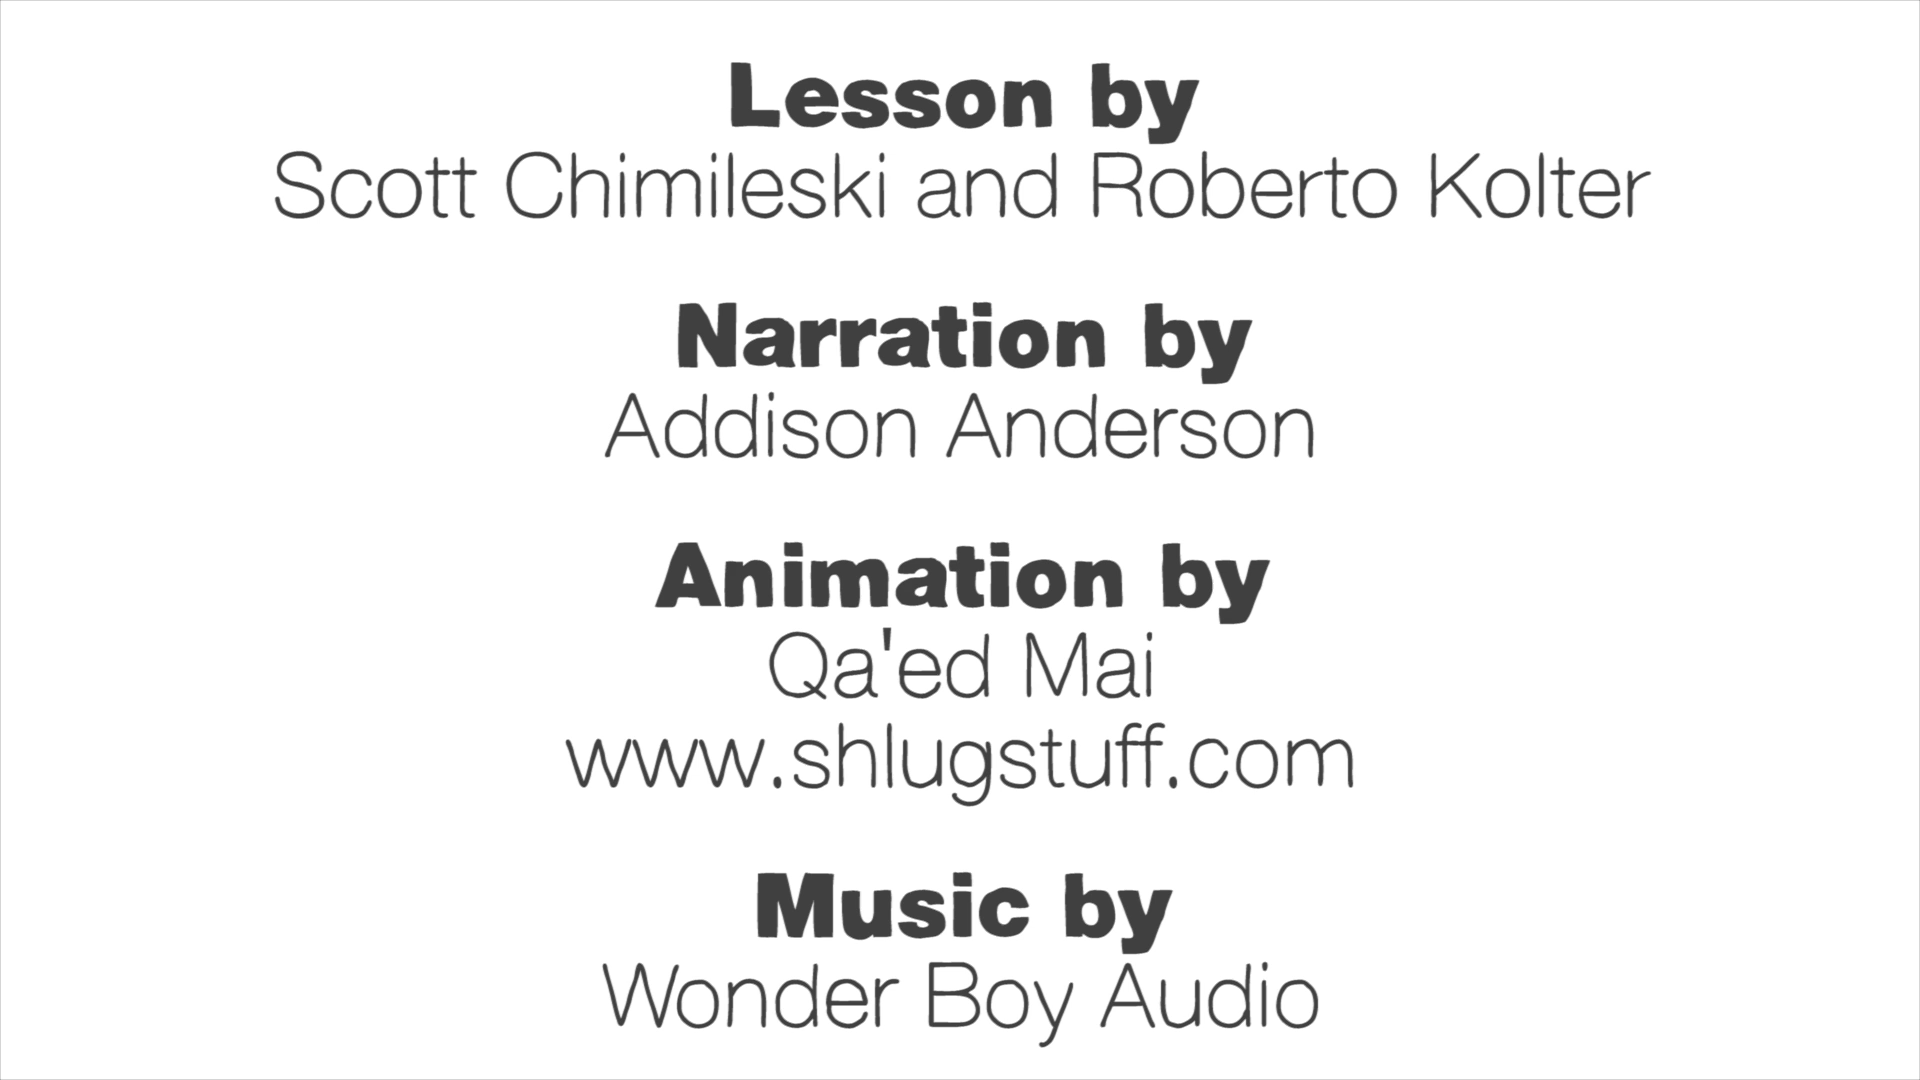 Lesson by
Scott Chimileski and Roberto Kolter
Narration by
Addison Anderson
Animation by
Qa'ed Mai
www.shlugstuff.com
Music by
Wonder Boy Audio